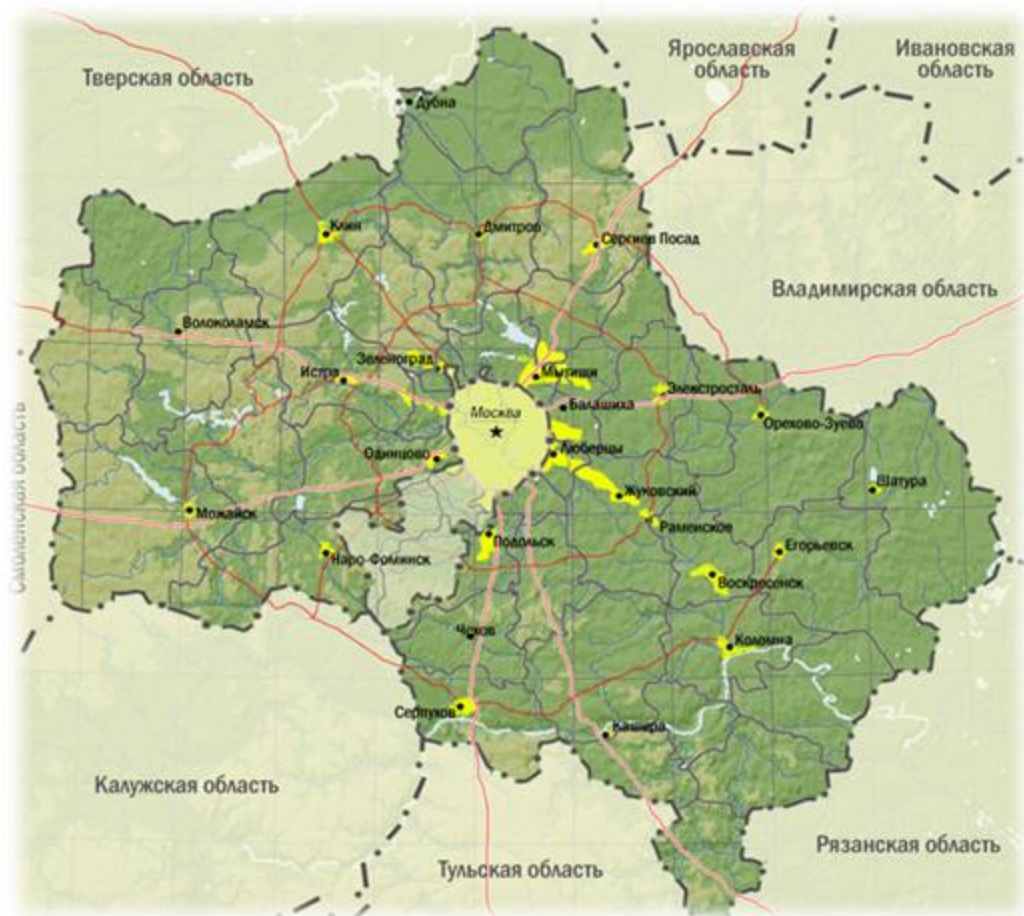 Ярославская
область
Ивановская
область
Тверская область
Дубна
Клин
Дмитров
Сергиев Посад
Владимирская область
Волоколамск
Зеленоград
Истра
Мытищи
Элекстросталь
Москва
Балашиха
Орехово-Зуева
Люберцы
Одинцово
Смоленская область
Шатура
Жуковский
Можайск
Раменское
Подольск
Егорьевск
Наро-Фоминск
Воскресенск
Чехов
Коломна
Серпухов
Кашира
Калужская область
Рязанская область
Тульская область